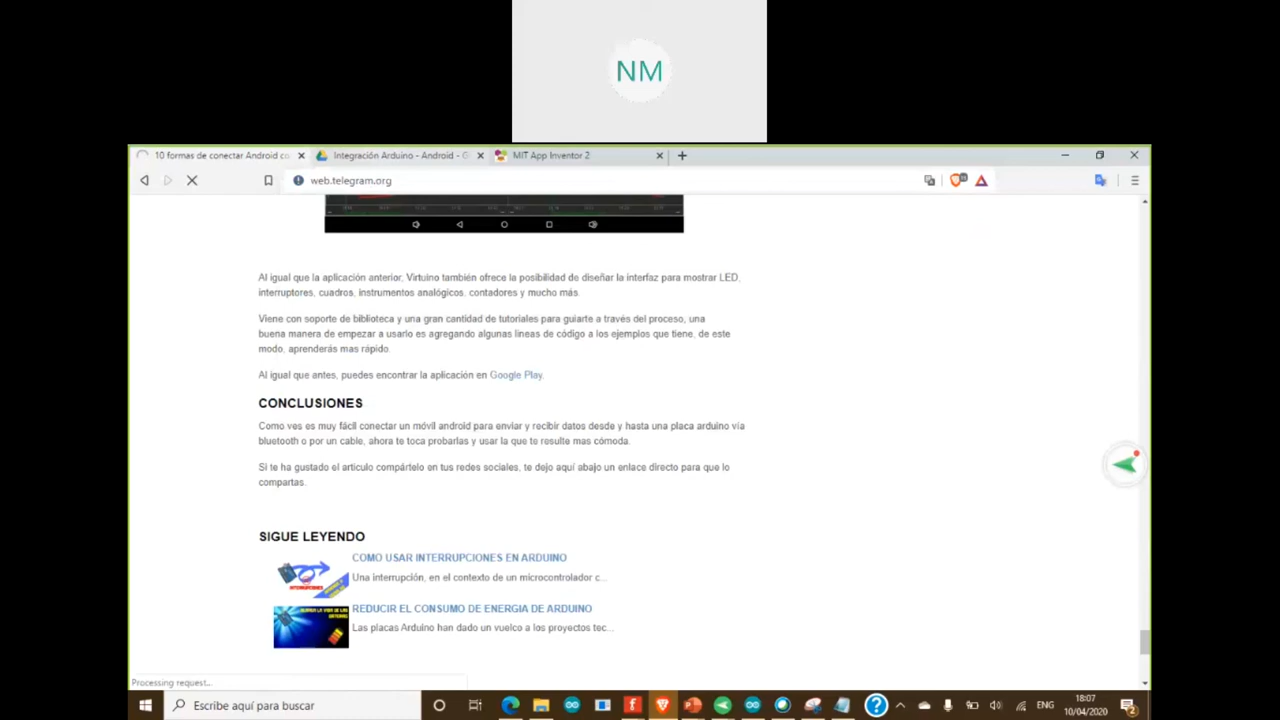 NM
10 formas de conectar Android co
Integración Arduino - Android - G
MIT App Inventor 2
web.telegram.org
Al igual que la aplicación anterior, Virtuino también ofrece la posibilidad de diseñar la interfaz para mostrar LED,
interruptores, cuadros, instrumentos analógicos, contadores y mucho más.
Viene con soporte de biblioteca y una gran cantidad de tutoriales para guiarte a través del proceso, una
buena manera de empezar a usarlo es agregando algunas líneas de código a los ejemplos que tiene, de este
modo, aprenderás mas rápido.
Al igual que antes, puedes encontrar la aplicación en Google Play.
CONCLUSIONES
Como ves es muy fácil conectar un móvil android para enviar y recibir datos desde y hasta una placa arduino vía
bluetooth o por un cable, ahora te toca probarlas y usar la que te resulte mas cómoda.
Si te ha gustado el artículo compártelo en tus redes sociales, te dejo aquí abajo un enlace directo para que lo
compartas.
SIGUE LEYENDO
COMO USAR INTERRUPCIONES EN ARDUINO
Una interrupción, en el contexto de un microcontrolador c...
REDUCIR EL CONSUMO DE ENERGIA DE ARDUINO
Las placas Arduino han dado un vuelco a los proyectos tec...
Processing request...
Escribe aquí para buscar
ENG
18:07
10/04/2020
2